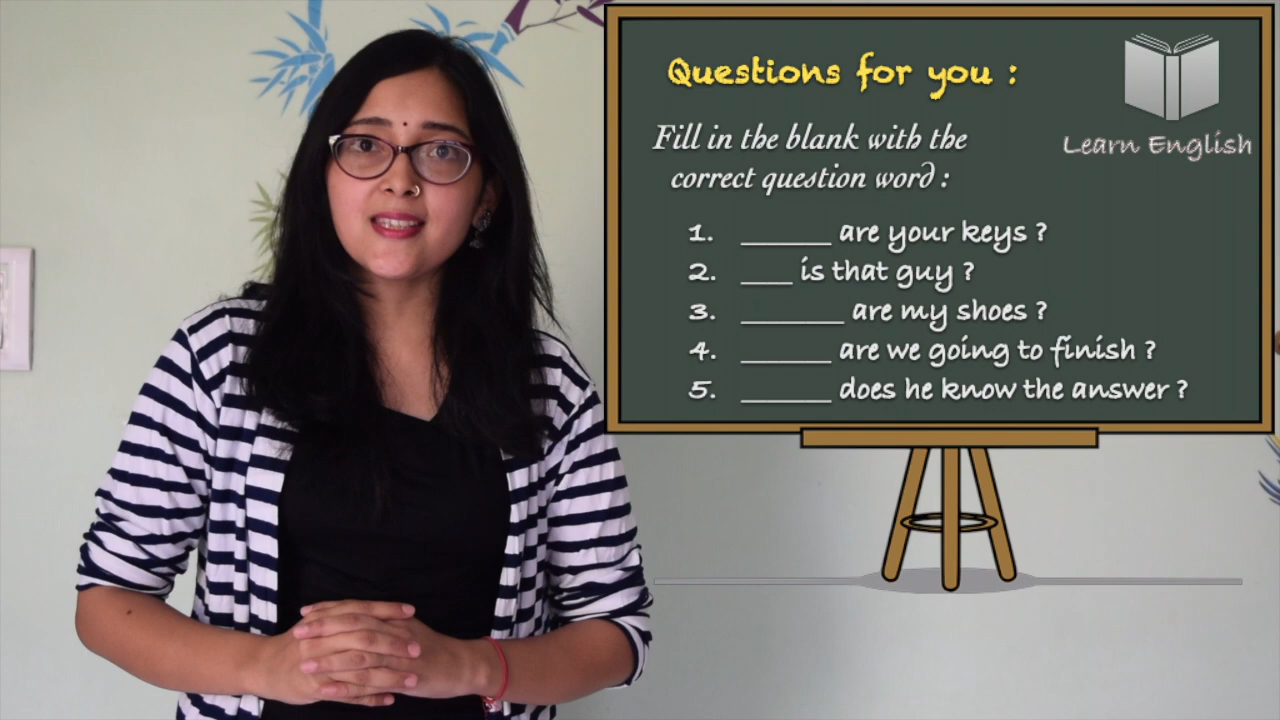 Questions for you :
Learn English
Fill in the blank with the
correct question word :
1. ______ are your keys ?
2. ____ is that guy ?
3. _______ are my shoes ?
4. ______ are we going to finish ?
5. ______ does he know the answer ?